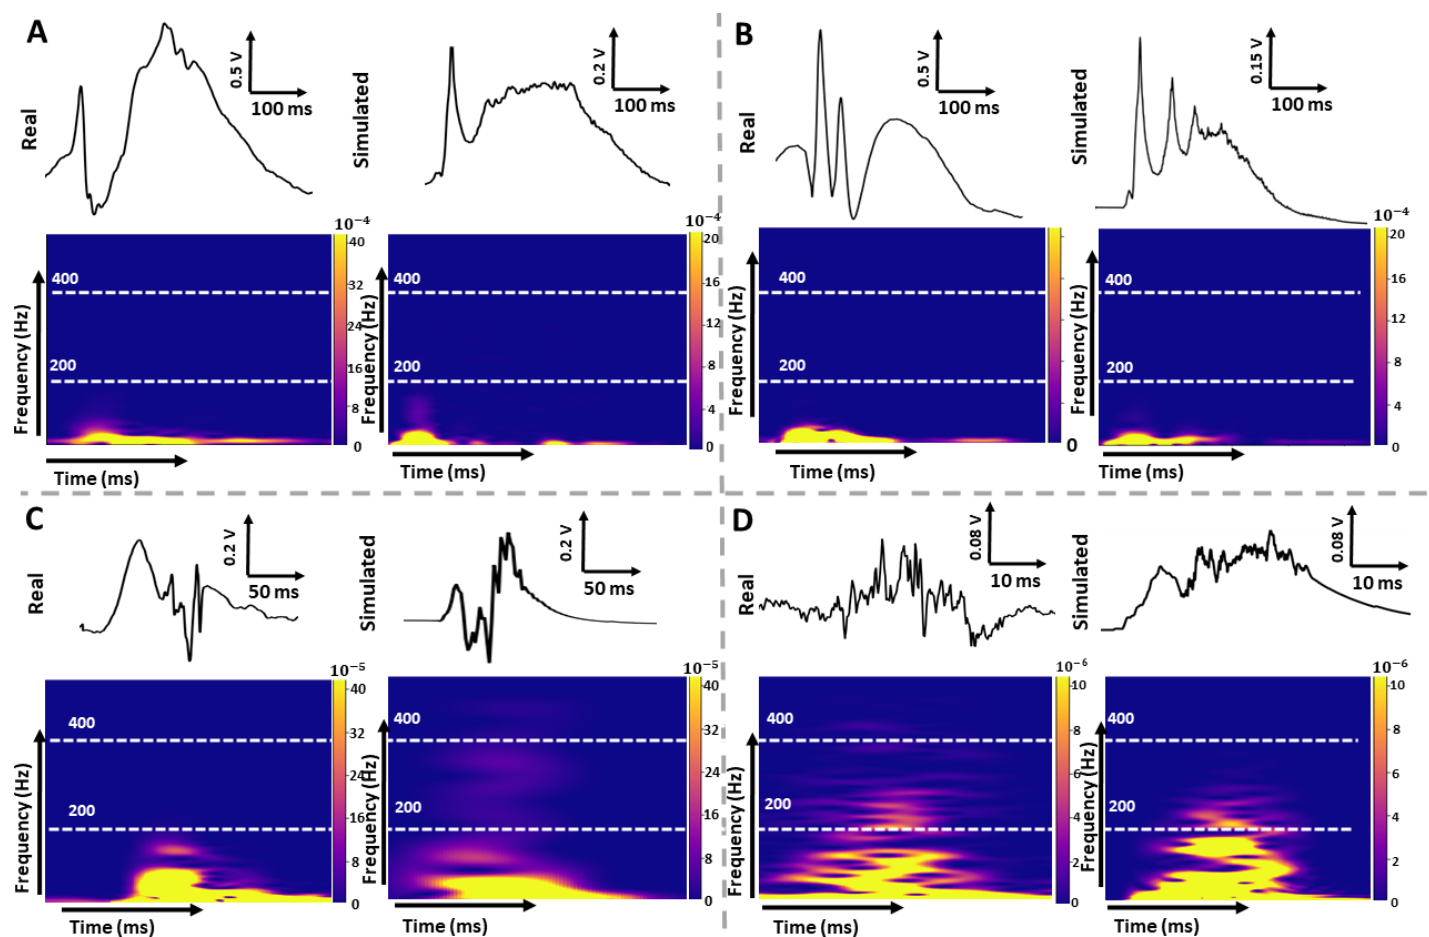 A
Real
0.5 V
100 ms
Simulated
0.2 V
100 ms
10⁻⁴
40
32
24
16
8
0
400
200
Frequency (Hz)
Time (ms)
20
16
12
8
4
0
400
200
Frequency (Hz)
Time (ms)
B
Real
0.5 V
100 ms
Simulated
0.15 V
100 ms
10⁻⁴
0
400
200
Frequency (Hz)
Time (ms)
10⁻⁴
20
16
12
8
4
0
400
200
Frequency (Hz)
Time (ms)
C
Real
0.2 V
50 ms
Simulated
0.2 V
50 ms
10⁻⁵
40
32
24
16
8
0
400
200
Frequency (Hz)
Time (ms)
10⁻⁵
40
32
24
16
8
0
400
200
Frequency (Hz)
Time (ms)
D
Real
0.08 V
10 ms
Simulated
0.08 V
10 ms
10⁻⁶
10
8
6
4
2
0
400
200
Frequency (Hz)
Time (ms)
10⁻⁶
10
8
6
4
2
0
400
200
Frequency (Hz)
Time (ms)